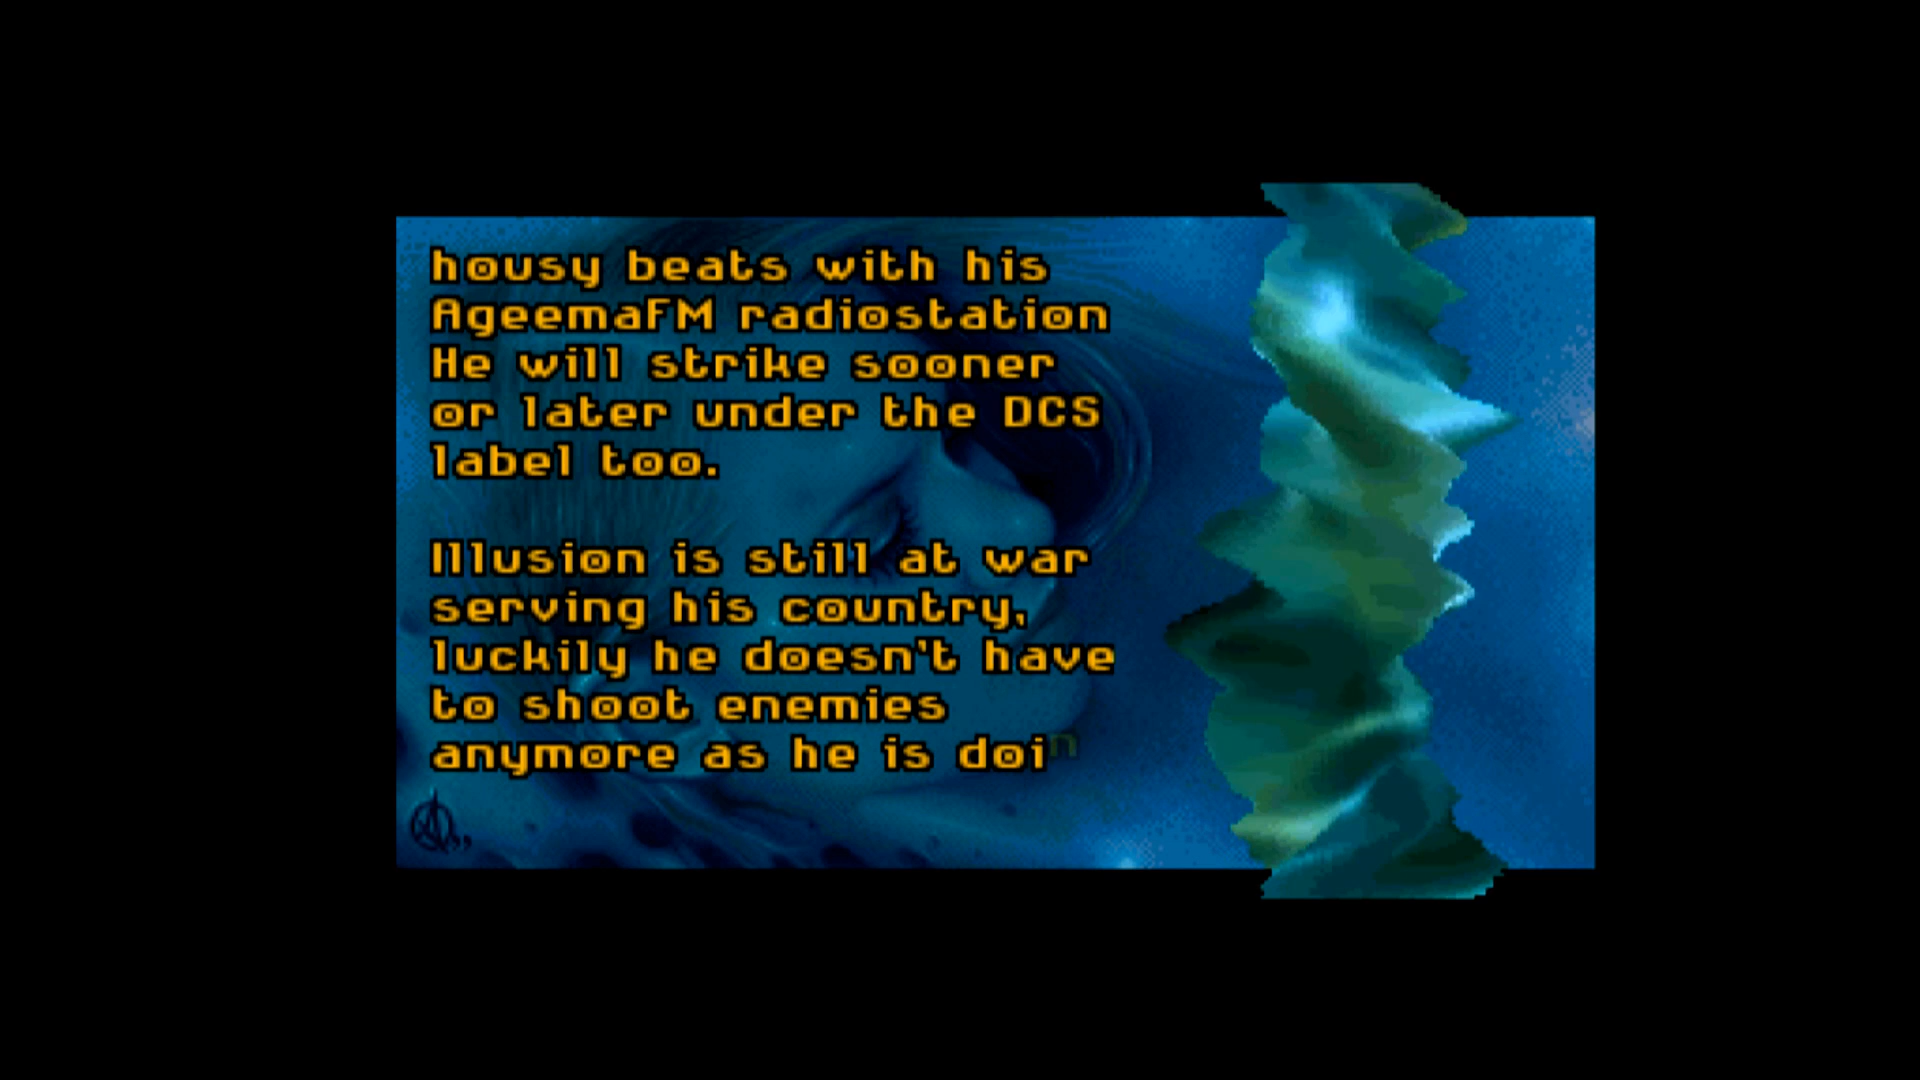 housy beats with his
AgeemaFM radiostation
He will strike sooner
or later under the DCS
label too.
Illusion is still at war
serving his country,
luckily he doesn't have
to shoot enemies
anymore as he is doin